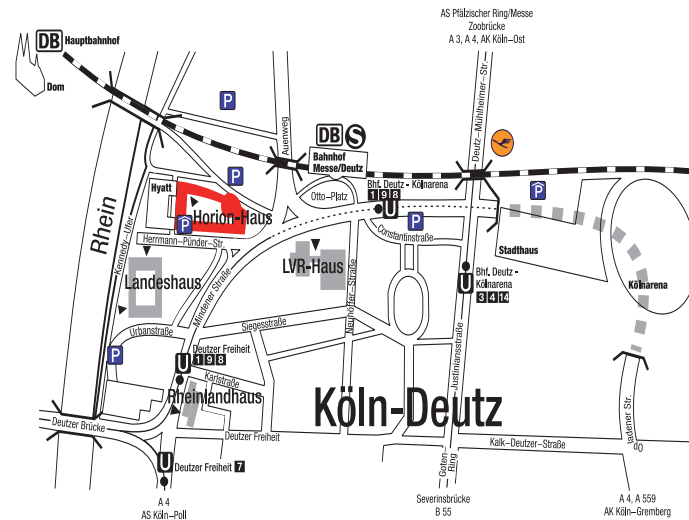 AS Pfälzischer Ring/Messe
Zoobrücke
A 3, A 4, AK Köln-Ost
DB Hauptbahnhof
Dom
P
Auenweg
DB S
Bahnhof
Messe/Deutz
Deutz-Mülheimer-Str.
P
P
Hyatt
Horion-Haus
P
Otto-Platz
Bhf. Deutz - Kölnarena
1 9 8
U
P
Constantinstraße
Stadthaus
Rhein
Kennedy-Ufer
Herrmann-Pünder-Str.
Landeshaus
Mindener Straße
LVR-Haus
Neuhöffer-Straße
U
Bhf. Deutz -
Kölnarena
3 4 14
Kölnarena
Urbanstraße
Siegesstraße
P
Deutzer Freiheit
U 1 9 8
Karlstraße
Rheinlandhaus
Justiniansstraße
Köln-Deutz
Deutzer Brücke
Deutzer Freiheit
Kalk-Deutzer-Straße
Goten
Ring
U Deutzer Freiheit 7
A 4
AS Köln-Poll
Severinsbrücke
B 55
A 4, A 559
AK Köln-Gremberg